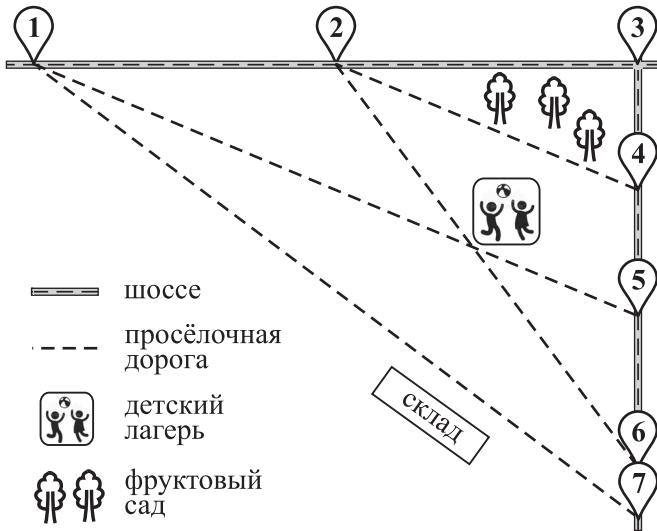 1
2
3
4
5
6
7
шоссе
просёлочная
дорога
детский
лагерь
фруктовый
сад
склад